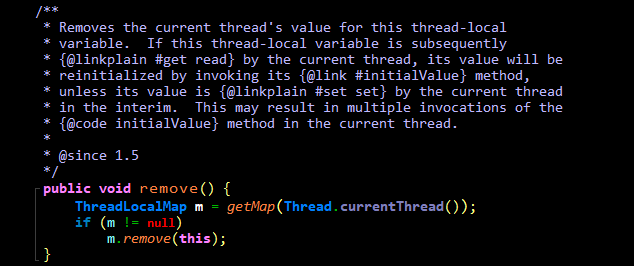 /**
 * Removes the current thread's value for this thread-local
 * variable.  If this thread-local variable is subsequently
 * {@linkplain #get read} by the current thread, its value will be
 * reinitialized by invoking its {@link #initialValue} method,
 * unless its value is {@linkplain #set set} by the current thread
 * in the interim.  This may result in multiple invocations of the
 * {@code initialValue} method in the current thread.
 *
 * @since 1.5
 */
public void remove() {
    ThreadLocalMap m = getMap(Thread.currentThread());
    if (m != null)
        m.remove(this);
}